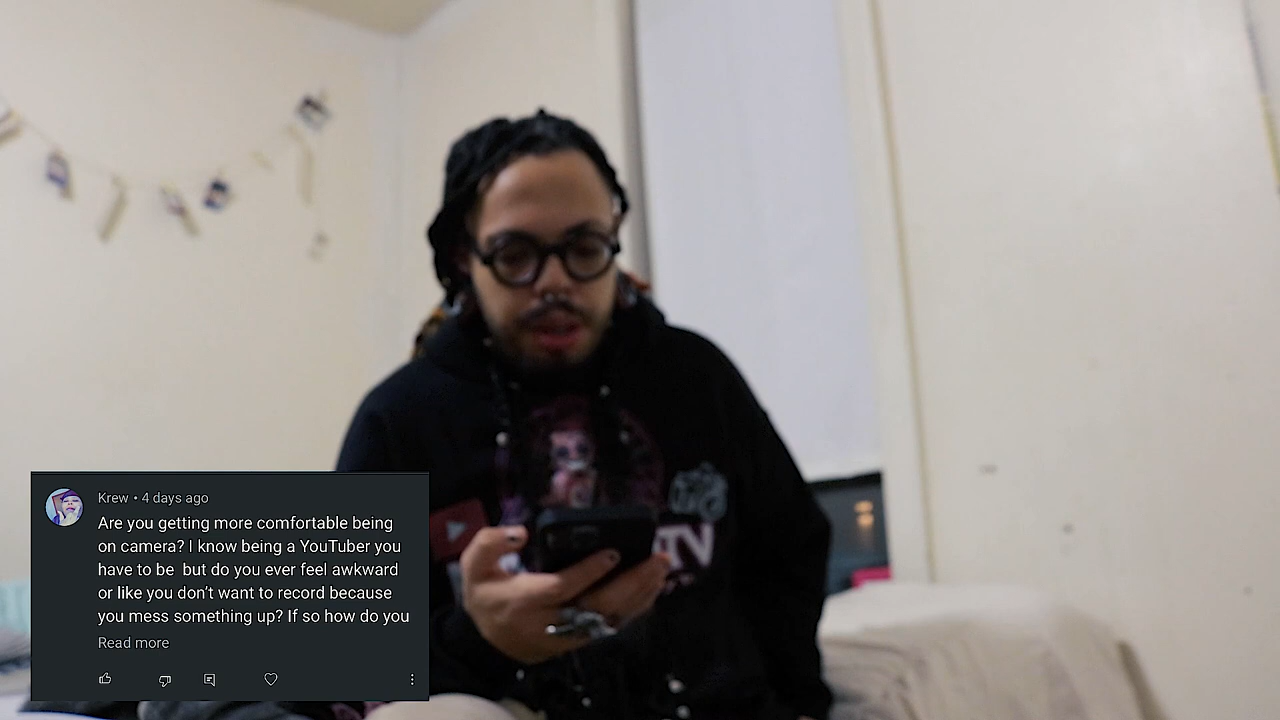 Krew • 4 days ago
Are you getting more comfortable being
on camera? I know being a YouTuber you
have to be but do you ever feel awkward
or like you don't want to record because
you mess something up? If so how do you
Read more
TV